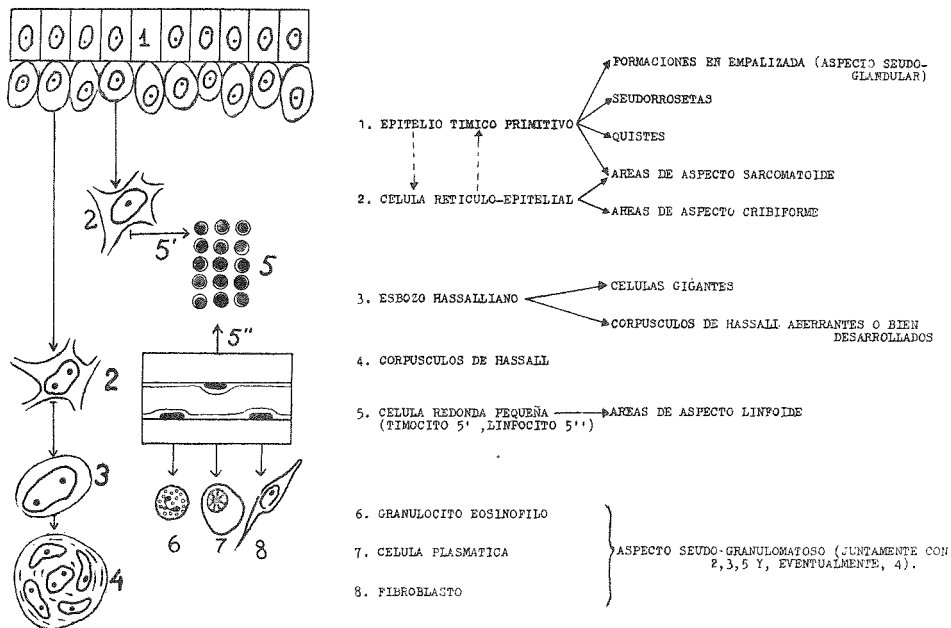 1
2
5'
5
5"
2
3
4
6
7
8
FORMACIONES EN EMPALIZADA (ASPECTO SEUDO-
GLANDULAR)
SEUDORROSETAS
1. EPITELIO TIMICO PRIMITIVO
QUISTES
AREAS DE ASPECTO SARCOMATOIDE
2. CELULA RETICULO-EPITELIAL
AREAS DE ASPECTO CRIBIFORME
CELULAS GIGANTES
3. ESBOZO HASSALLIANO
CORPUSCULOS DE HASSALL ABERRANTES O BIEN
DESARROLLADOS
4. CORPUSCULOS DE HASSALL
5. CELULA REDONDA PEQUEÑA
AREAS DE ASPECTO LINFOIDE
(TIMOCITO 5' ,LINFOCITO 5'')
6. GRANULOCITO EOSINOFILO
7. CELULA PLASMATICA
8. FIBROBLASTO
ASPECTO SEUDO-GRANULOMATOSO (JUNTAMENTE CON
2,3,5 Y, EVENTUALMENTE, 4).